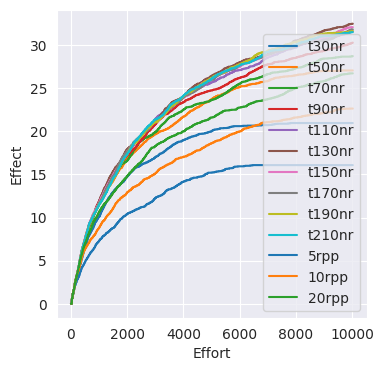 30
25
20
15
10
5
0
Effect
0 2000 4000 6000 8000 10000
Effort
t30nr
t50nr
t70nr
t90nr
t110nr
t130nr
t150nr
t170nr
t190nr
t210nr
5rpp
10rpp
20rpp